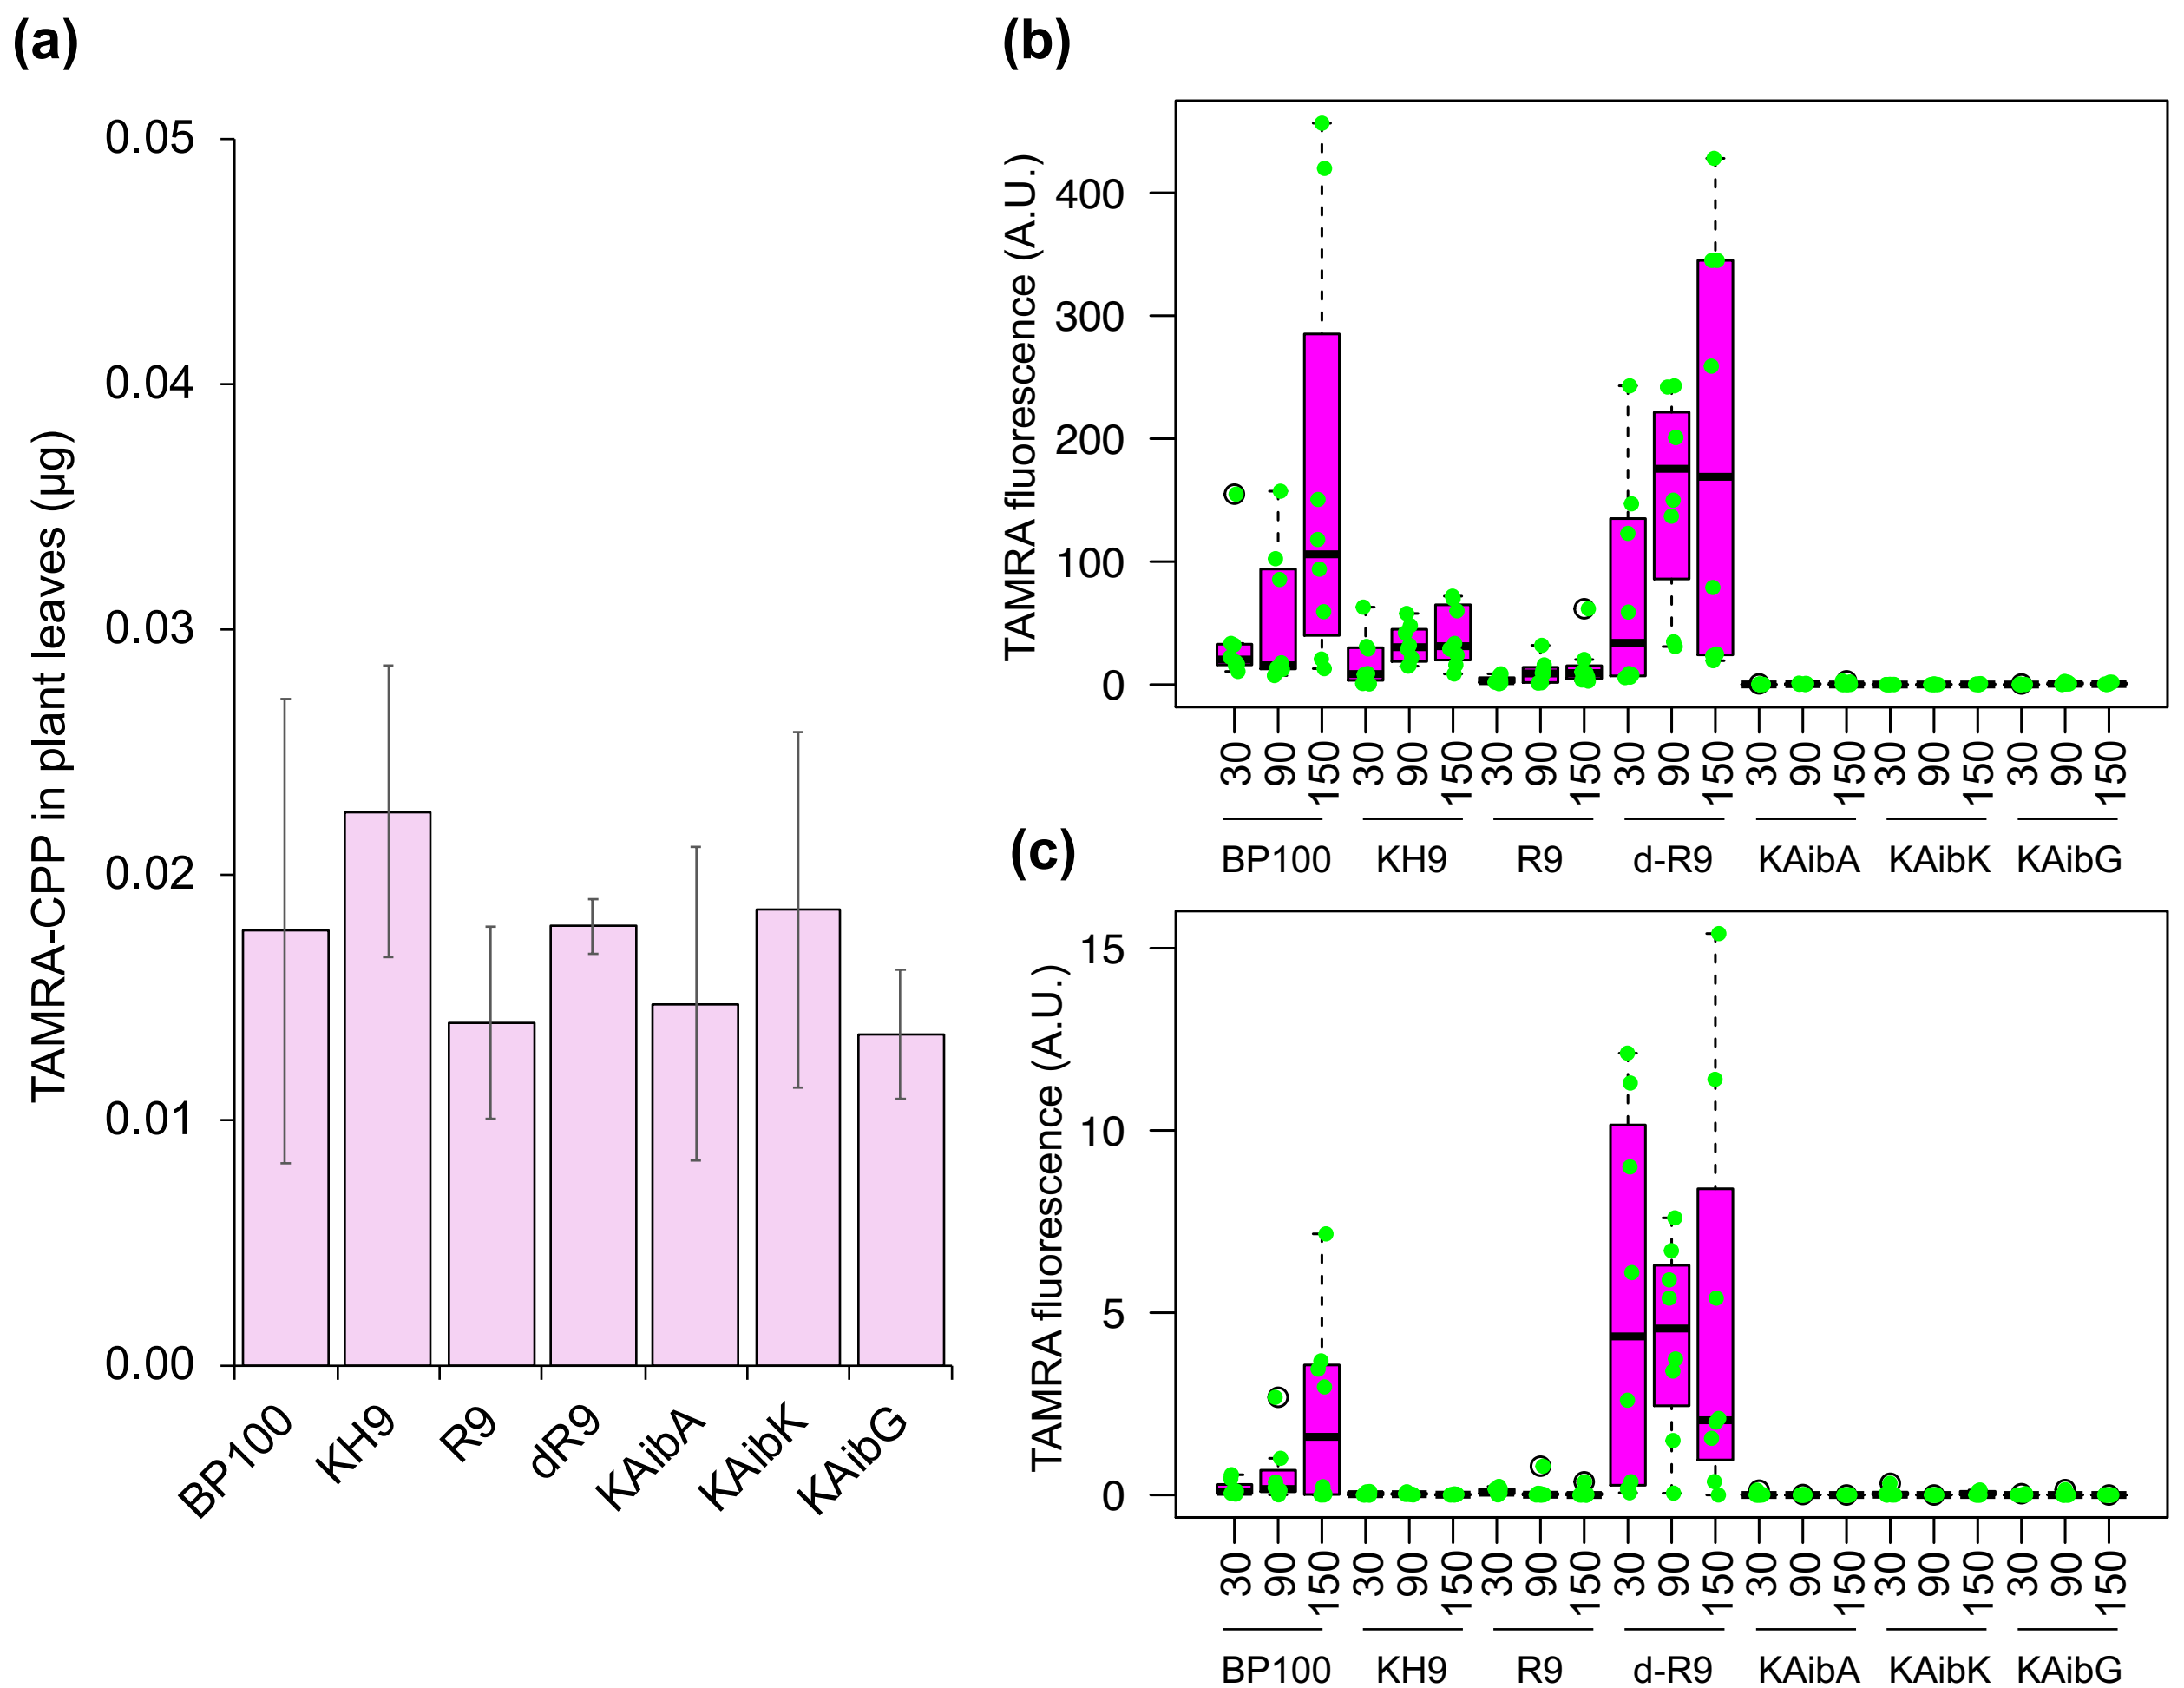 (a)
TAMRA-CPP in plant leaves (µg)
0.05
0.04
0.03
0.02
0.01
0.00
BP100
KH9
R9
dR9
KAibA
KAibK
KAibG
(b)
TAMRA fluorescence (A.U.)
400
300
200
100
0
30 90 150 30 90 150 30 90 150 30 90 150 30 90 150 30 90 150 30 90 150
BP100 KH9 R9 d-R9 KAibA KAibK KAibG
(c)
TAMRA fluorescence (A.U.)
15
10
5
0
30 90 150 30 90 150 30 90 150 30 90 150 30 90 150 30 90 150 30 90 150
BP100 KH9 R9 d-R9 KAibA KAibK KAibG